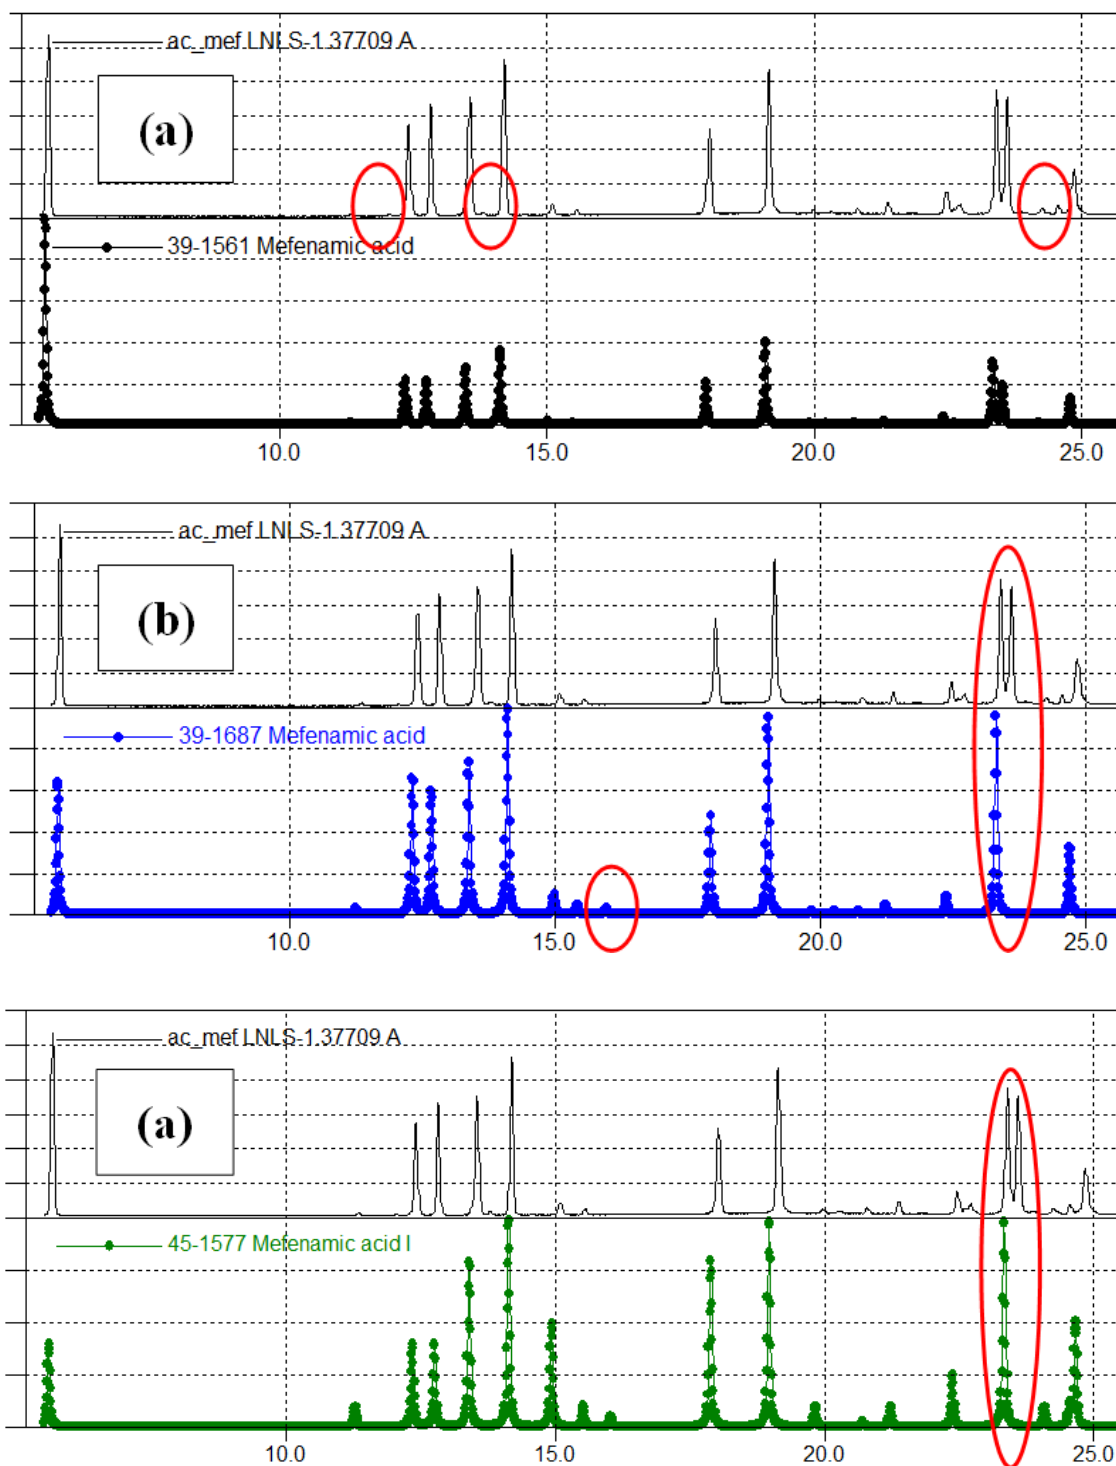 ac_mef LNLS-1.37709 A
(a)
39-1561 Mefenamic acid
10.0 15.0 20.0 25.0
ac_mef LNLS-1.37709 A
(b)
39-1687 Mefenamic acid
10.0 15.0 20.0 25.0
ac_mef LNLS-1.37709 A
(a)
45-1577 Mefenamic acid I
10.0 15.0 20.0 25.0